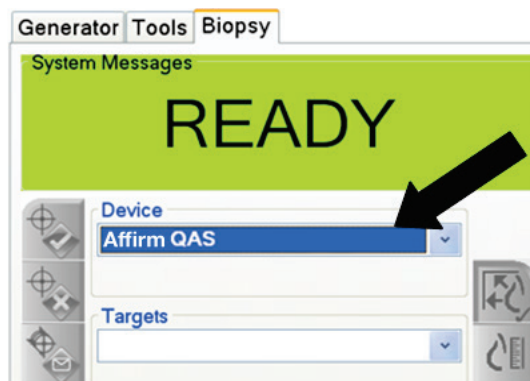 Generator Tools Biopsy
System Messages
READY
Device
Affirm QAS
Targets